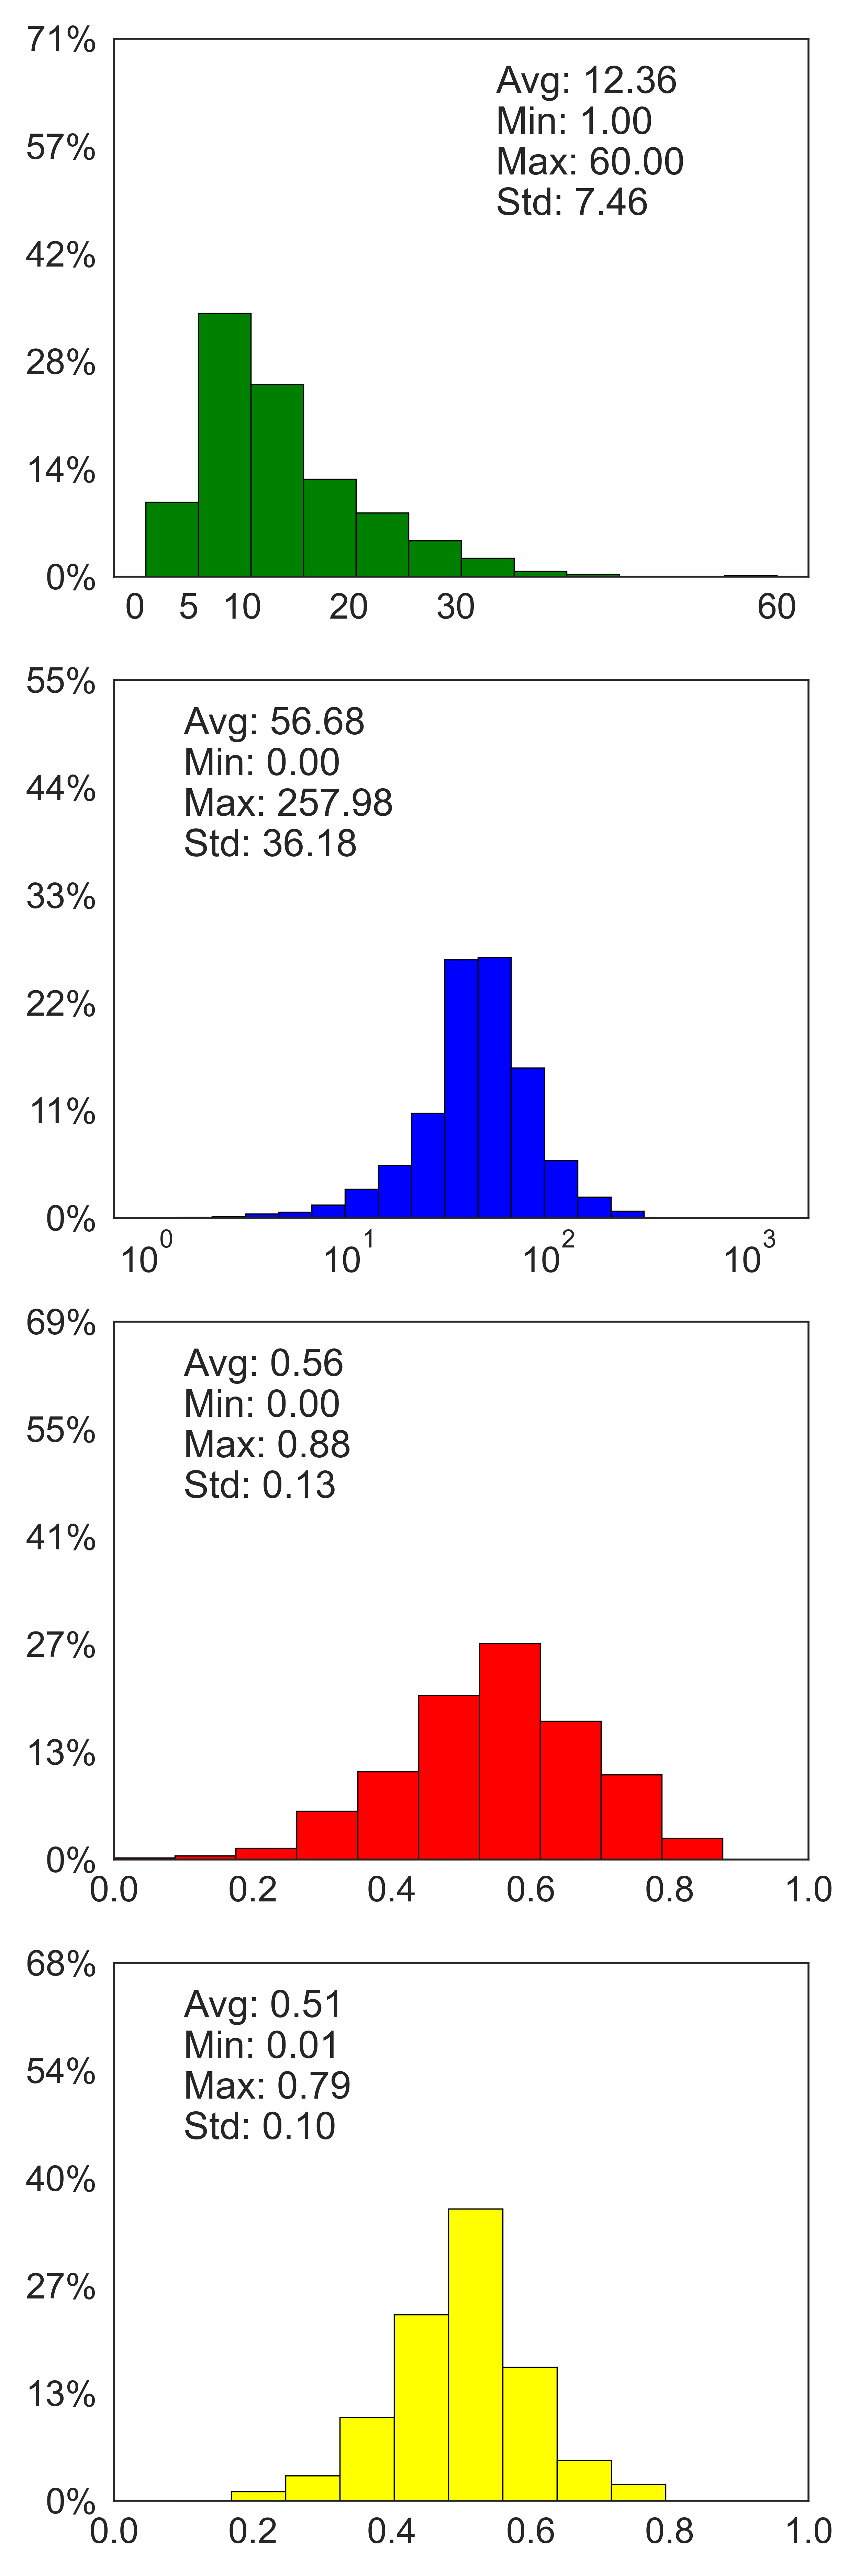 71%
Avg: 12.36
Min: 1.00
57%
Max: 60.00
Std: 7.46
42%
28%
14%
0%
0 5 10 20 30 60
55%
Avg: 56.68
Min: 0.00
44%
Max: 257.98
Std: 36.18
33%
22%
11%
0%
10^0 10^1 10^2 10^3
69%
Avg: 0.56
Min: 0.00
55%
Max: 0.88
Std: 0.13
41%
27%
13%
0%
0.0 0.2 0.4 0.6 0.8 1.0
68%
Avg: 0.51
Min: 0.01
54%
Max: 0.79
Std: 0.10
40%
27%
13%
0%
0.0 0.2 0.4 0.6 0.8 1.0